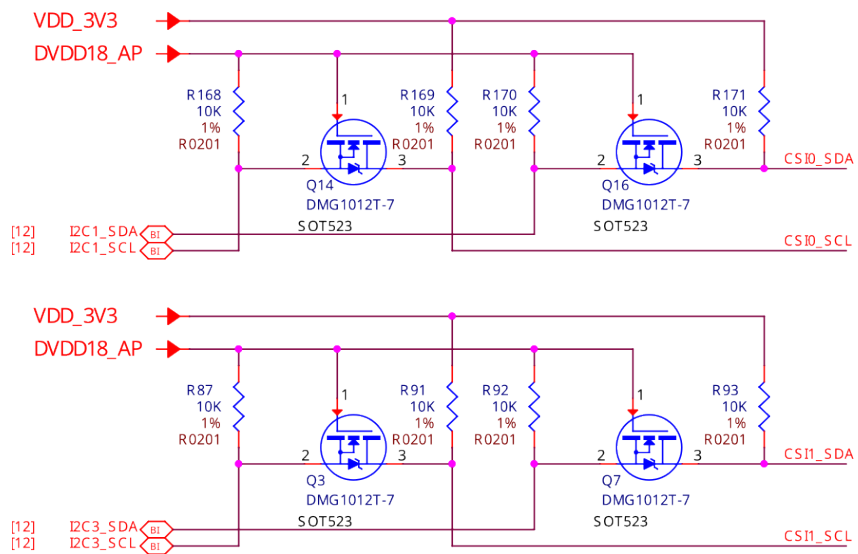 VDD_3V3
DVDD18_AP
R168
10K
1%
R0201
1
2
3
Q14
DMG1012T-7
SOT523
R169
10K
1%
R0201
R170
10K
1%
R0201
1
2
3
Q16
DMG1012T-7
SOT523
R171
10K
1%
R0201
CSI0_SDA
[12] I2C1_SDA BI
[12] I2C1_SCL BI
CSI0_SCL
VDD_3V3
DVDD18_AP
R87
10K
1%
R0201
1
2
3
Q3
DMG1012T-7
SOT523
R91
10K
1%
R0201
R92
10K
1%
R0201
1
2
3
Q7
DMG1012T-7
SOT523
R93
10K
1%
R0201
CSI1_SDA
[12] I2C3_SDA BI
[12] I2C3_SCL BI
CSI1_SCL